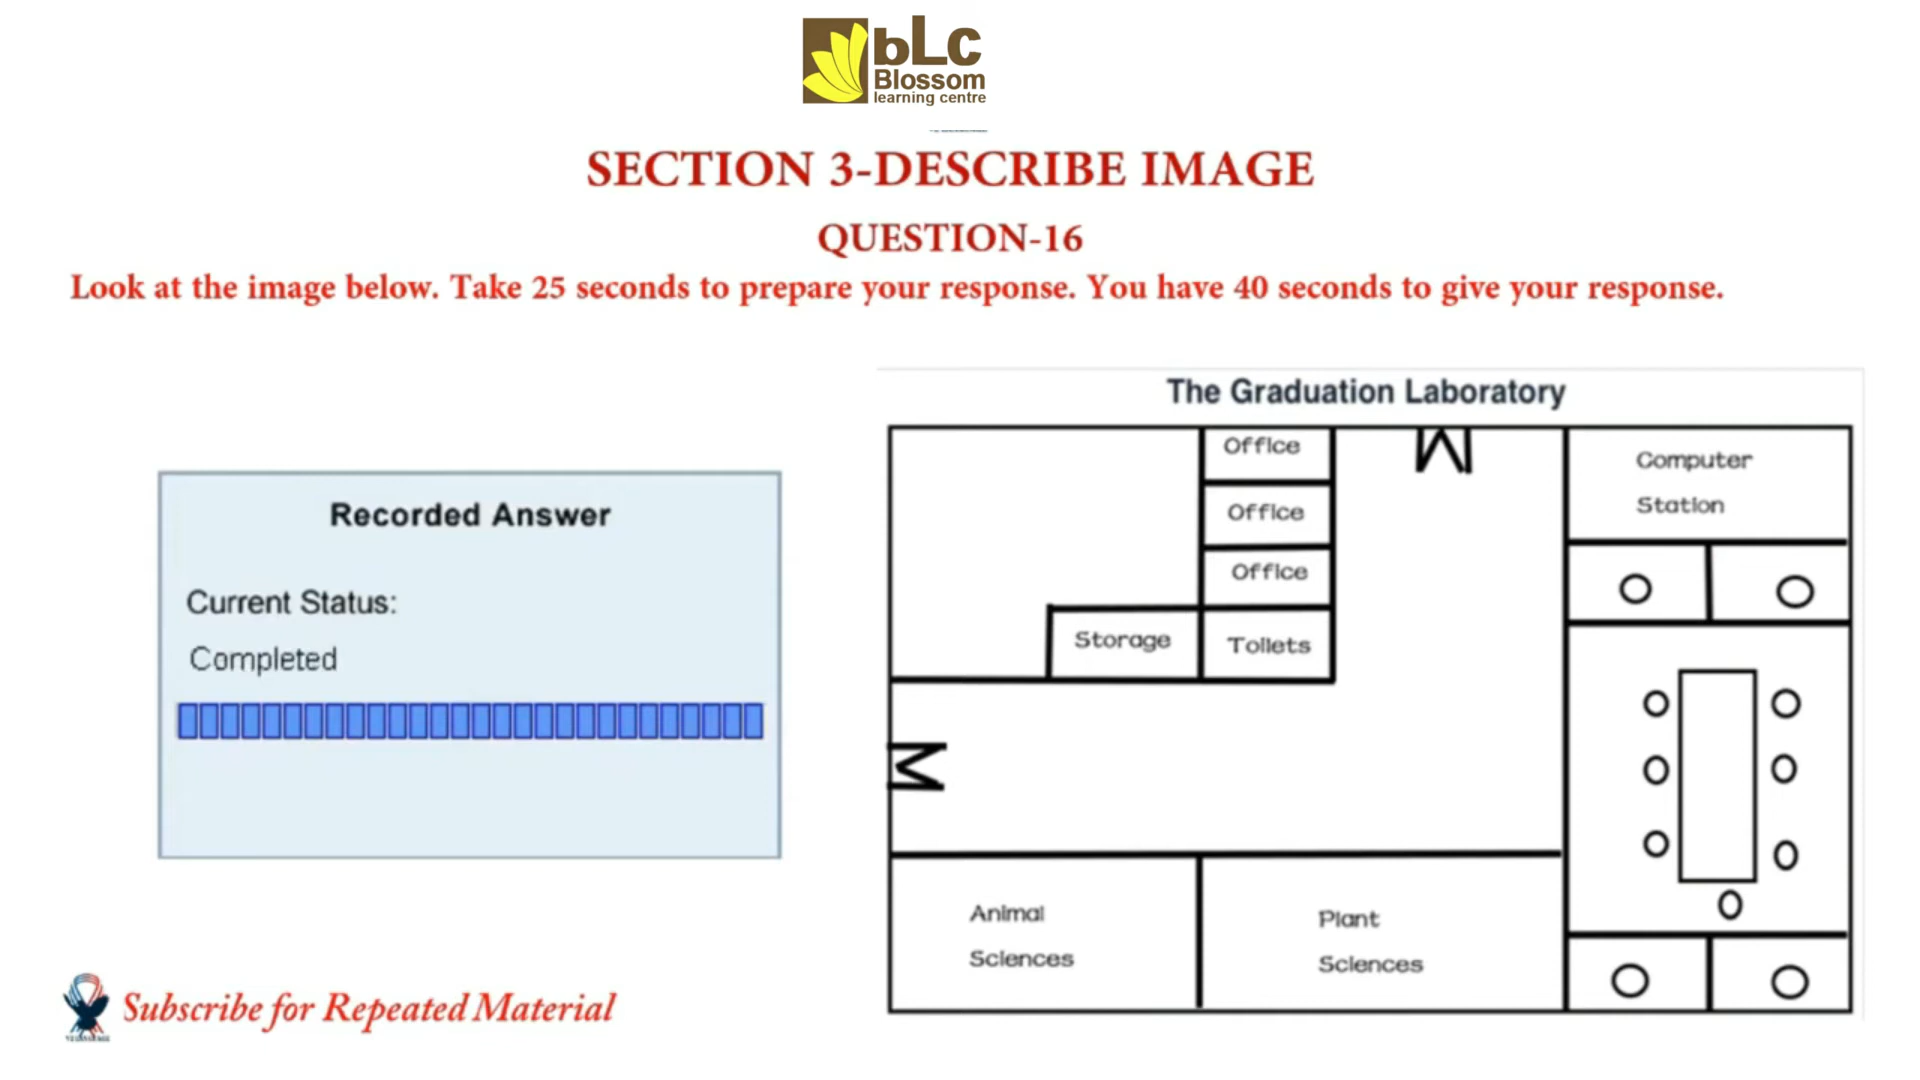 bLc
Blossom
learning centre
SECTION 3-DESCRIBE IMAGE
QUESTION-16
Look at the image below. Take 25 seconds to prepare your response. You have 40 seconds to give your response.
Recorded Answer
Current Status:
Completed
Subscribe for Repeated Material
The Graduation Laboratory
Office
Office
Office
Storage
Toilets
Computer
Station
Animal
Sciences
Plant
Sciences